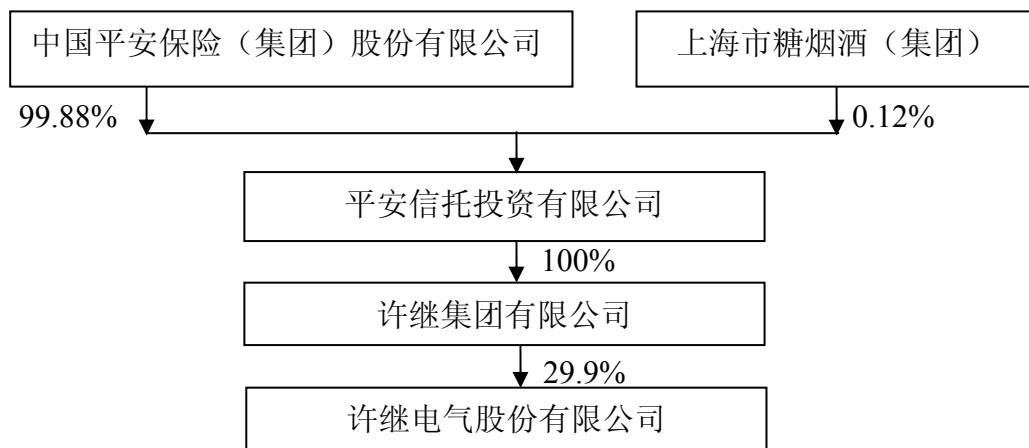 中国平安保险（集团）股份有限公司
上海市糖烟酒（集团）
99.88%
0.12%
平安信托投资有限公司
100%
许继集团有限公司
29.9%
许继电气股份有限公司